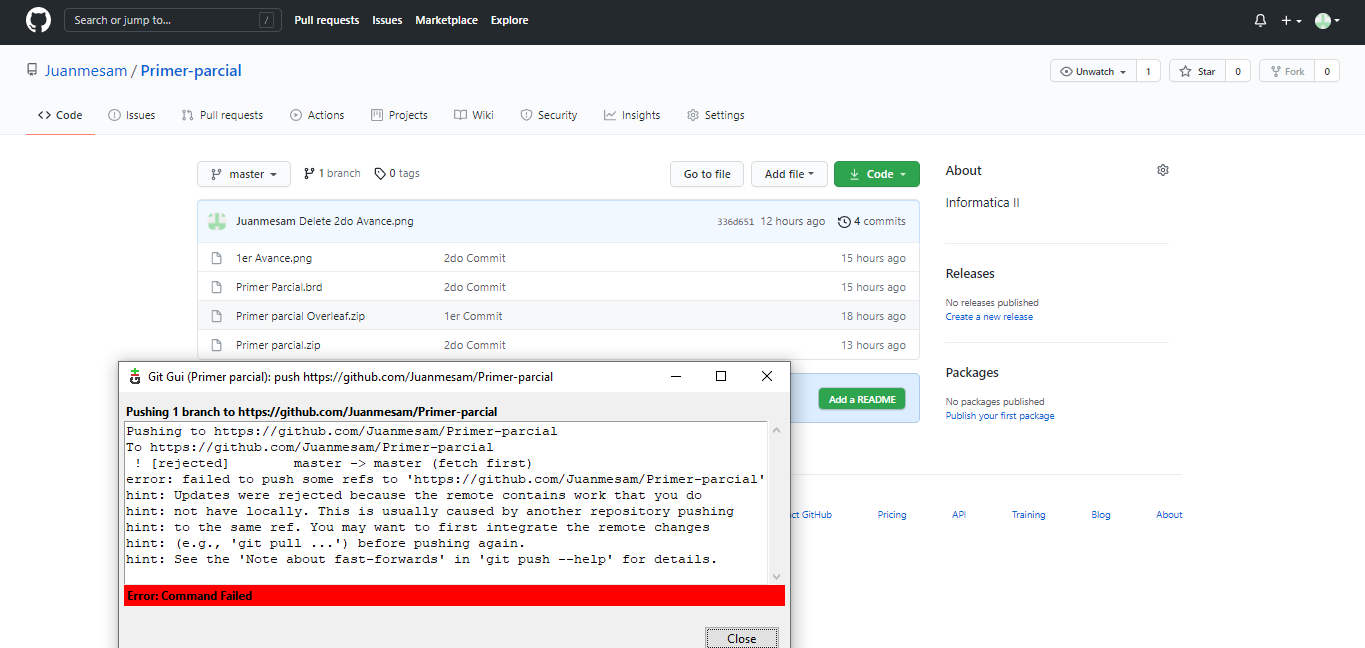 Search or jump to...
/
Pull requests
Issues
Marketplace
Explore
Juanmesam / Primer-parcial
Unwatch
1
Star
0
Fork
0
Code
Issues
Pull requests
Actions
Projects
Wiki
Security
Insights
Settings
master
1 branch
0 tags
Go to file
Add file
Code
Juanmesam Delete 2do Avance.png
336d651
12 hours ago
4 commits
1er Avance.png
2do Commit
15 hours ago
Primer Parcial.brd
2do Commit
15 hours ago
Primer parcial Overleaf.zip
1er Commit
18 hours ago
Primer parcial.zip
2do Commit
13 hours ago
About
Informatica II
Releases
No releases published
Create a new release
Packages
No packages published
Publish your first package
Add a README
Git Gui (Primer parcial): push https://github.com/Juanmesam/Primer-parcial
Pushing 1 branch to https://github.com/Juanmesam/Primer-parcial
Pushing to https://github.com/Juanmesam/Primer-parcial
To https://github.com/Juanmesam/Primer-parcial
! [rejected]        master -> master (fetch first)
error: failed to push some refs to 'https://github.com/Juanmesam/Primer-parcial'
hint: Updates were rejected because the remote contains work that you do
hint: not have locally. This is usually caused by another repository pushing
hint: to the same ref. You may want to first integrate the remote changes
hint: (e.g., 'git pull ...') before pushing again.
hint: See the 'Note about fast-forwards' in 'git push --help' for details.
Error: Command Failed
Close
GitHub
Pricing
API
Training
Blog
About